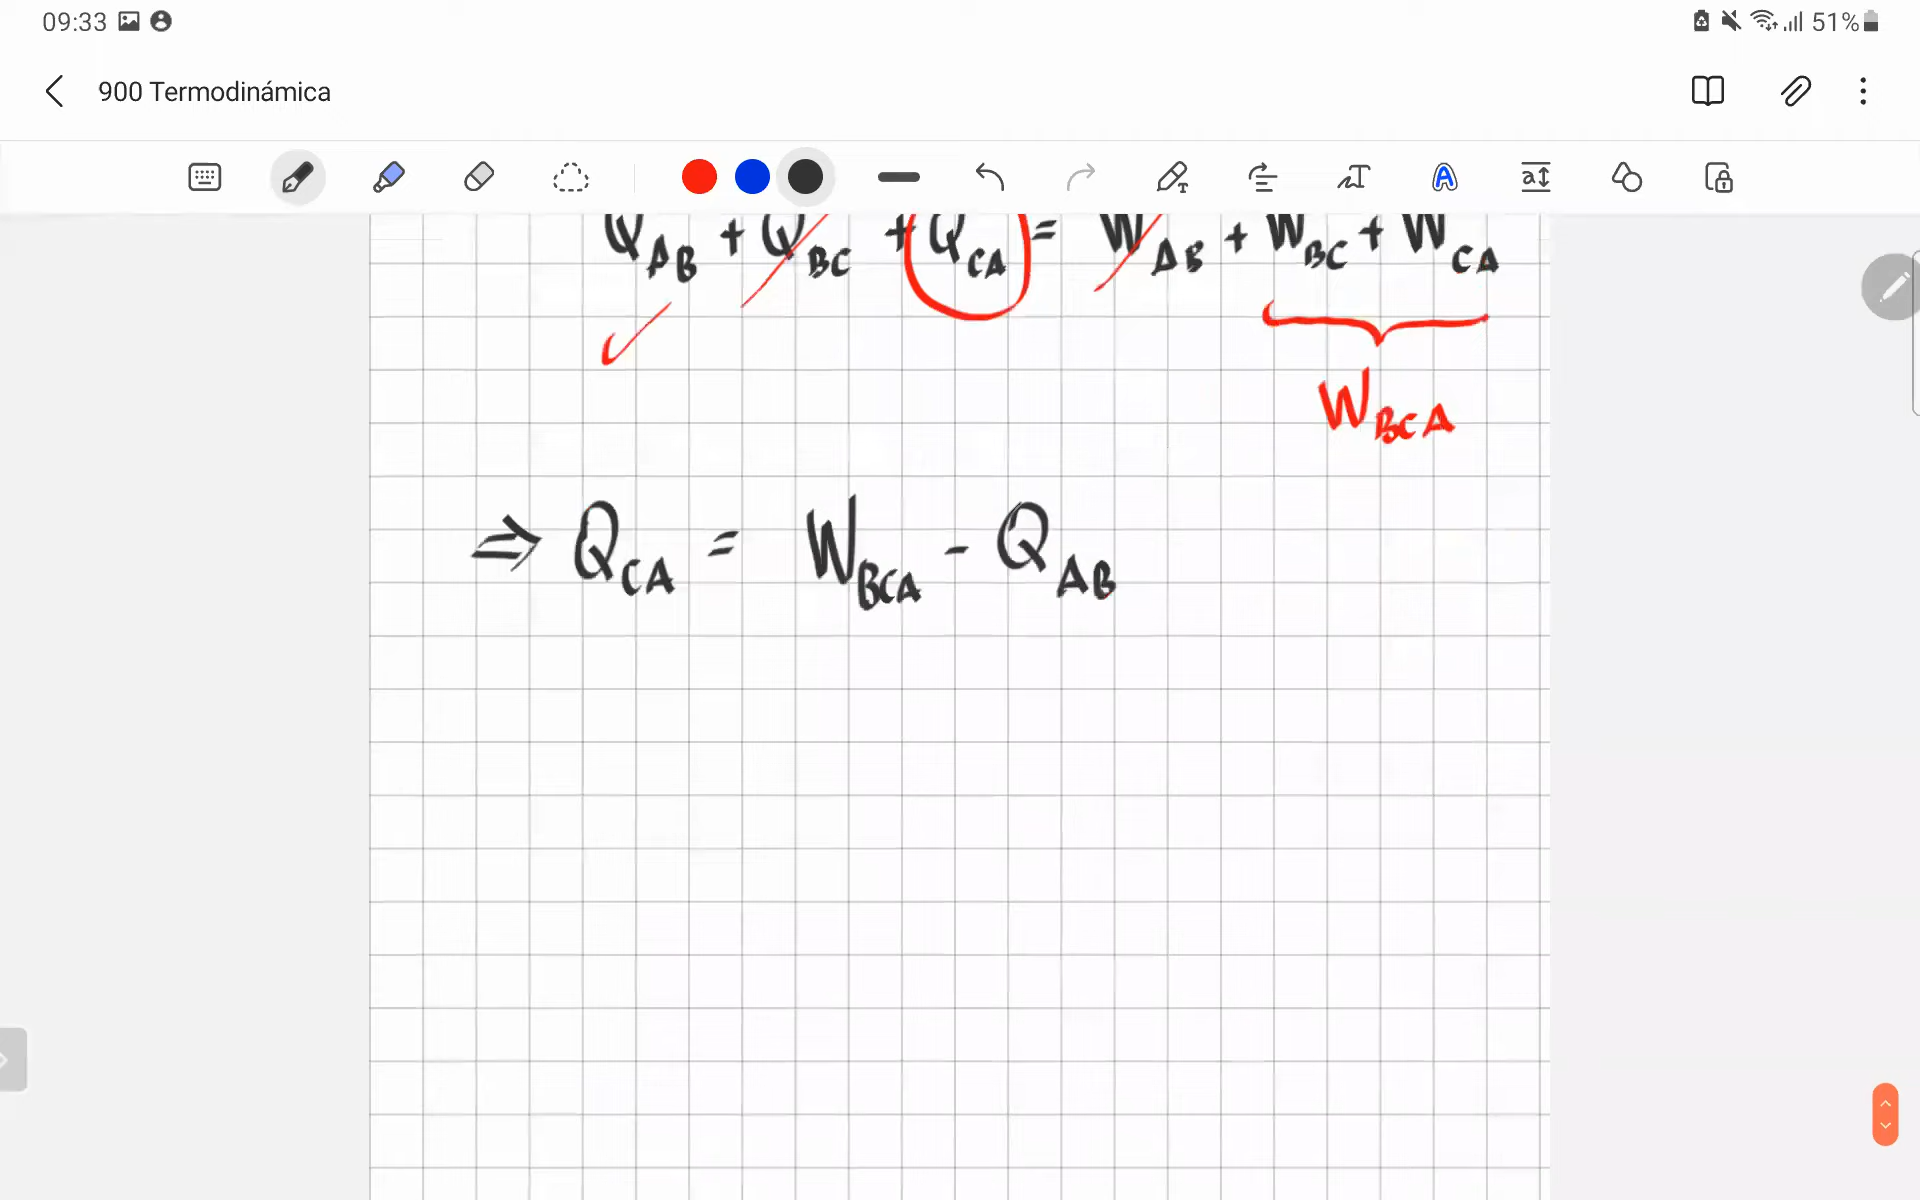 09:33 51%
900 Termodinámica
Q_AB + Q_BC + Q_CA = W_AB + W_BC + W_CA
W_BCA
⇒ Q_CA = W_BCA - Q_AB